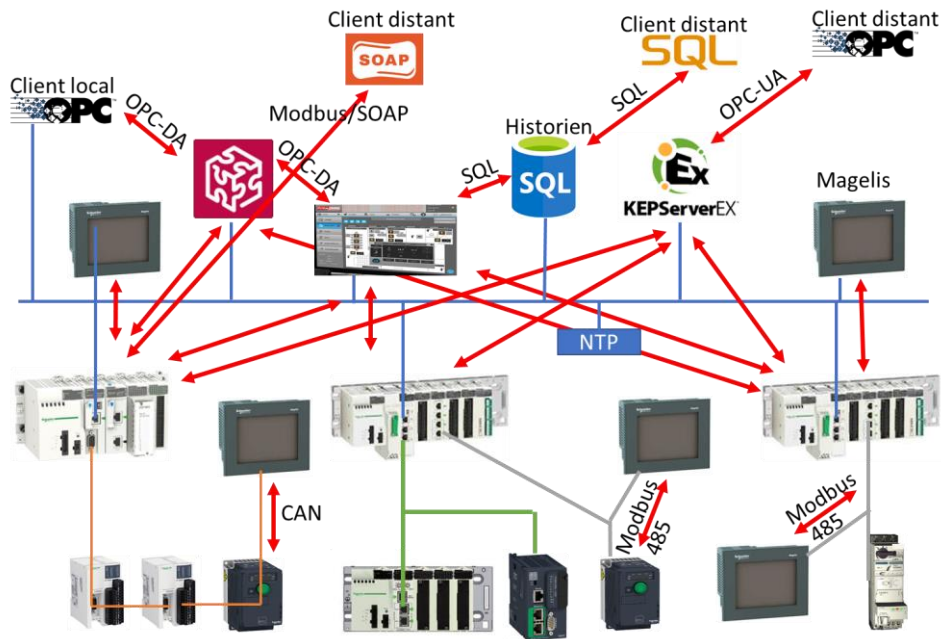 Client distant
SOAP
Client distant
SQL
Client distant
OPC
Client local
OPC
OPC-DA
Modbus/SOAP
OPC-DA
SQL
Historien
SQL
SQL
OPC-UA
Ex
KEPServerEX
Magelis
NTP
CAN
Modbus
485
Modbus
485